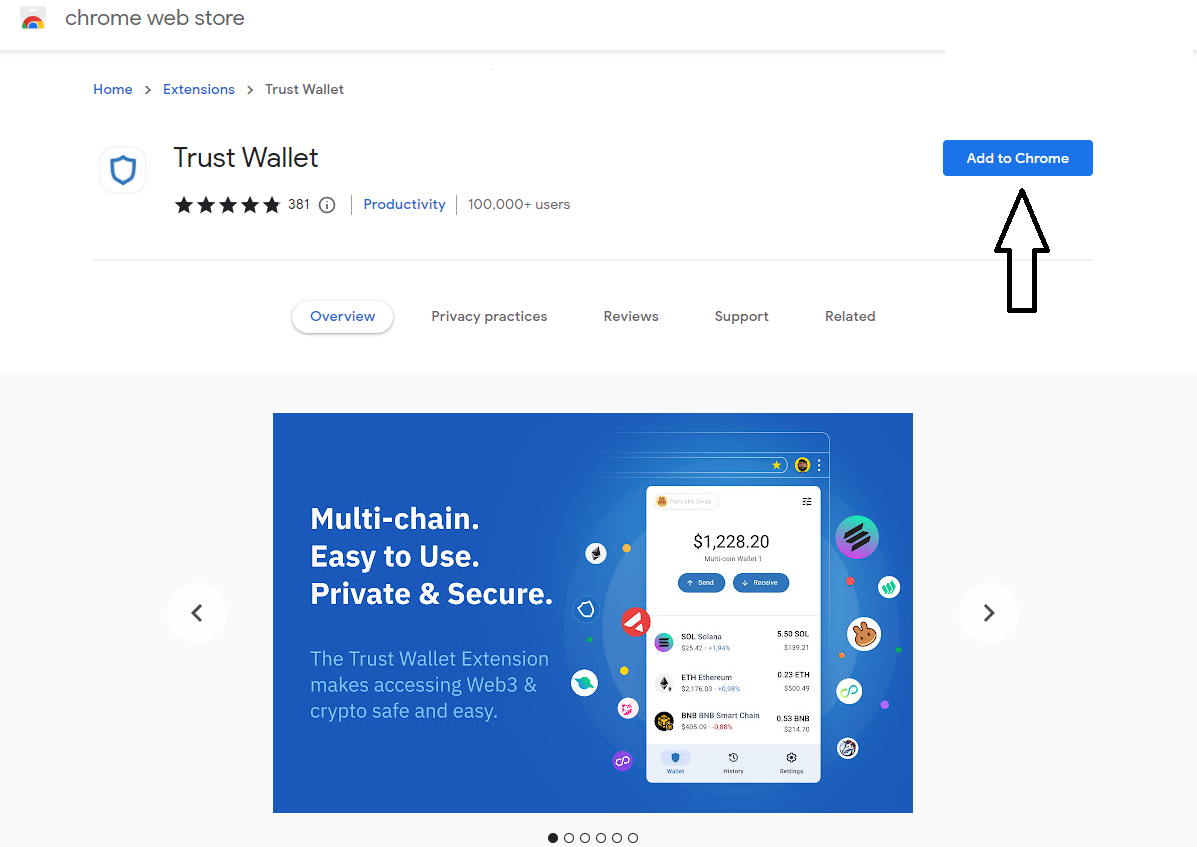 chrome web store
Home > Extensions > Trust Wallet
Trust Wallet
Add to Chrome
381
Productivity
100,000+ users
Overview
Privacy practices
Reviews
Support
Related
Multi-chain.
Easy to Use.
Private & Secure.
The Trust Wallet Extension
makes accessing Web3 &
crypto safe and easy.
Pancake Swap
$1,228.20
Multi-coin Wallet 1
Send
Receive
SOL Solana
5.50 SOL
$25.42 · +1,94%
$139.21
ETH Ethereum
0.23 ETH
$2,176.03 · +0,98%
$500.49
BNB BNB Smart Chain
0.53 BNB
$405.09 · -0,88%
$214.70
Wallet
History
Settings